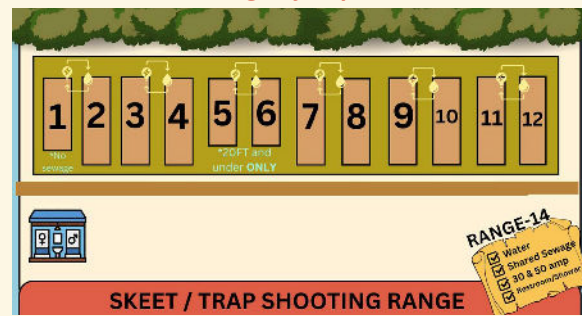 1 2 3 4 5 6 7 8 9 10 11 12
*No
sewage
*20FT and
under ONLY
RANGE-14
Water
Shared Sewage
30 & 50 amp
Restroom/Shower
SKEET / TRAP SHOOTING RANGE